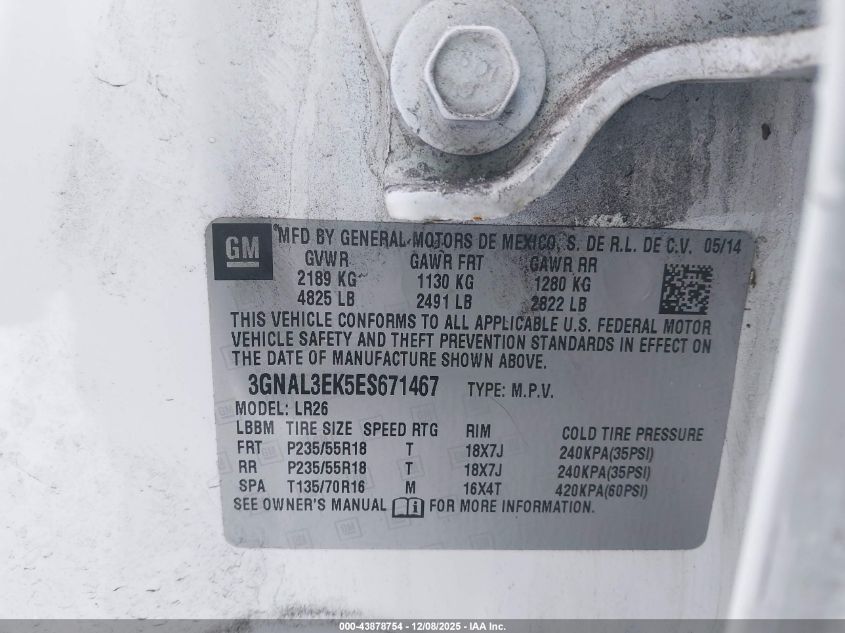 GM
MFD BY GENERAL MOTORS DE MEXICO, S. DE R.L. DE C.V. 05/14
GVWR GAWR FRT GAWR RR
2189 KG 1130 KG 1280 KG
4825 LB 2491 LB 2822 LB
THIS VEHICLE CONFORMS TO ALL APPLICABLE U.S. FEDERAL MOTOR
VEHICLE SAFETY AND THEFT PREVENTION STANDARDS IN EFFECT ON
THE DATE OF MANUFACTURE SHOWN ABOVE.
3GNAL3EK5ES671467 TYPE: M.P.V.
MODEL: LR26
LBBM TIRE SIZE SPEED RTG RIM COLD TIRE PRESSURE
FRT P235/55R18 T 18X7J 240KPA(35PSI)
RR P235/55R18 T 18X7J 240KPA(35PSI)
SPA T135/70R16 M 16X4T 420KPA(60PSI)
SEE OWNER'S MANUAL FOR MORE INFORMATION.
000-43878754 - 12/08/2025 - IAA Inc.